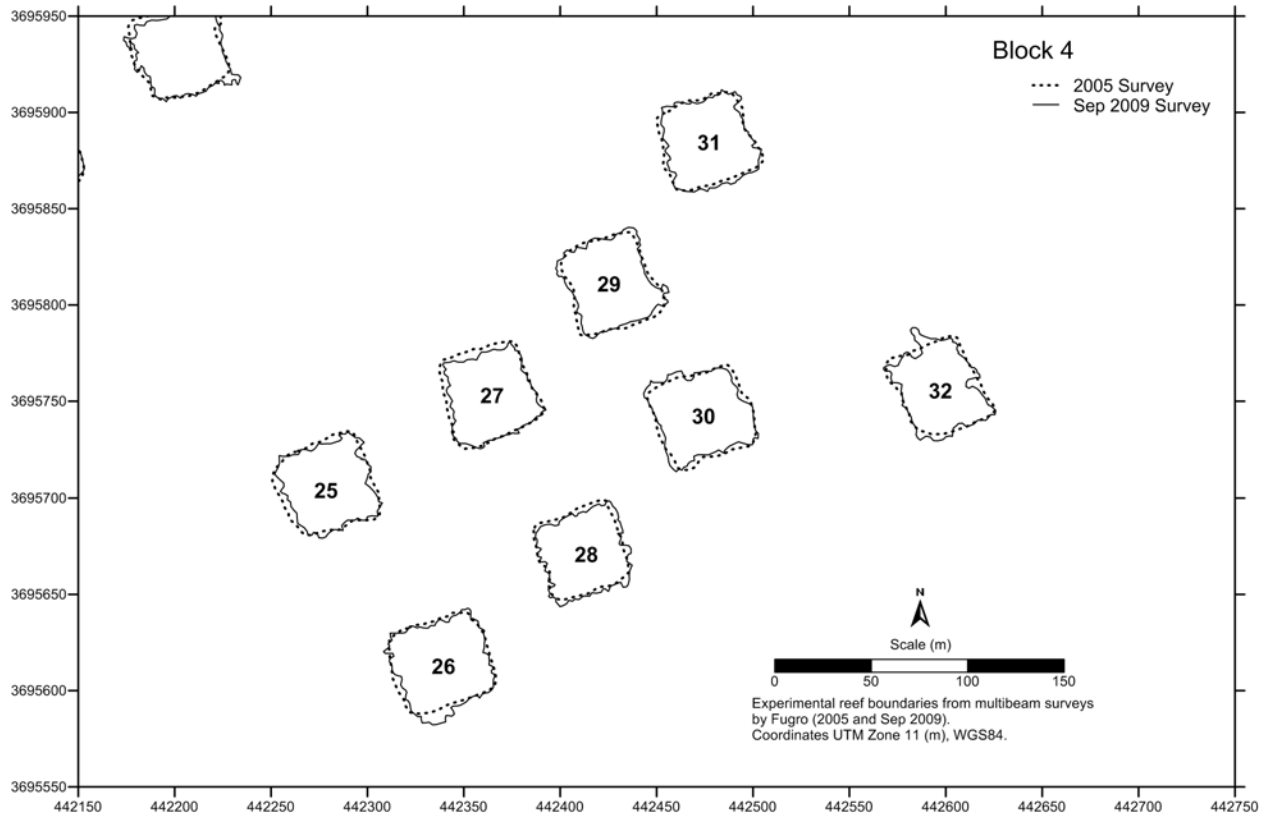 3695950
Block 4
2005 Survey
Sep 2009 Survey
3695900
31
3695850
29
3695800
27
32
3695750
30
25
3695700
28
3695650
N
Scale (m)
26
3695600
0 50 100 150
Experimental reef boundaries from multibeam surveys
by Fugro (2005 and Sep 2009).
Coordinates UTM Zone 11 (m), WGS84.
3695550
442150 442200 442250 442300 442350 442400 442450 442500 442550 442600 442650 442700 442750